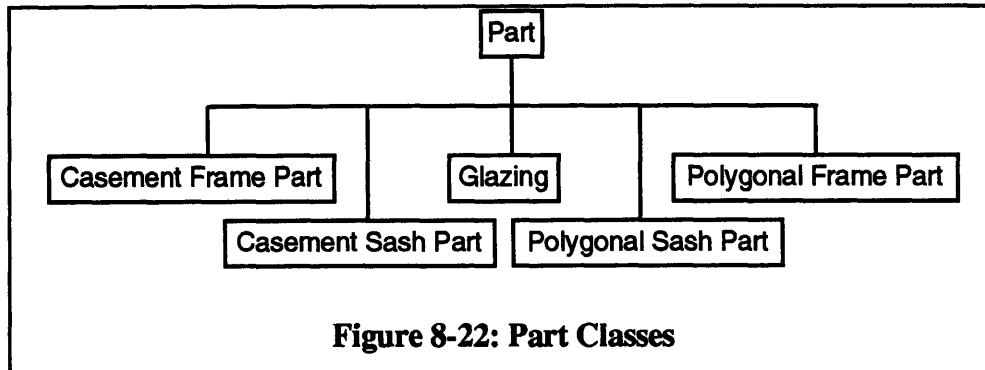 Part
Casement Frame Part
Glazing
Polygonal Frame Part
Casement Sash Part
Polygonal Sash Part
Figure 8-22: Part Classes